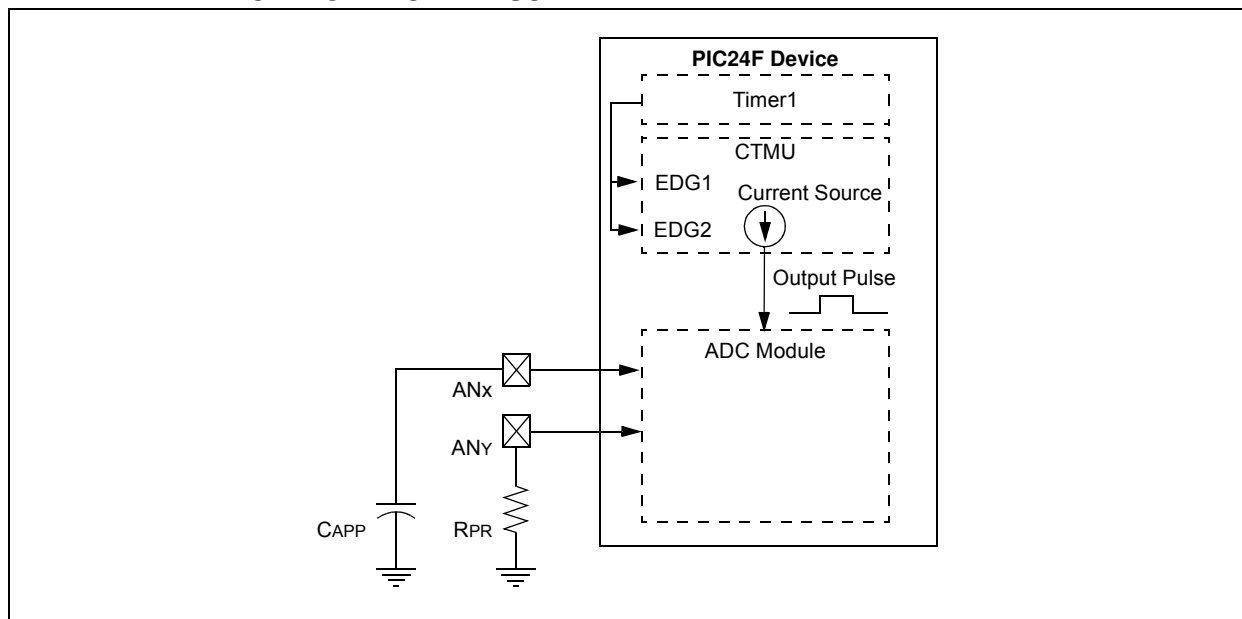 PIC24F Device
Timer1
CTMU
EDG1
Current Source
EDG2
Output Pulse
ADC Module
ANx
ANY
CAPP
RPR